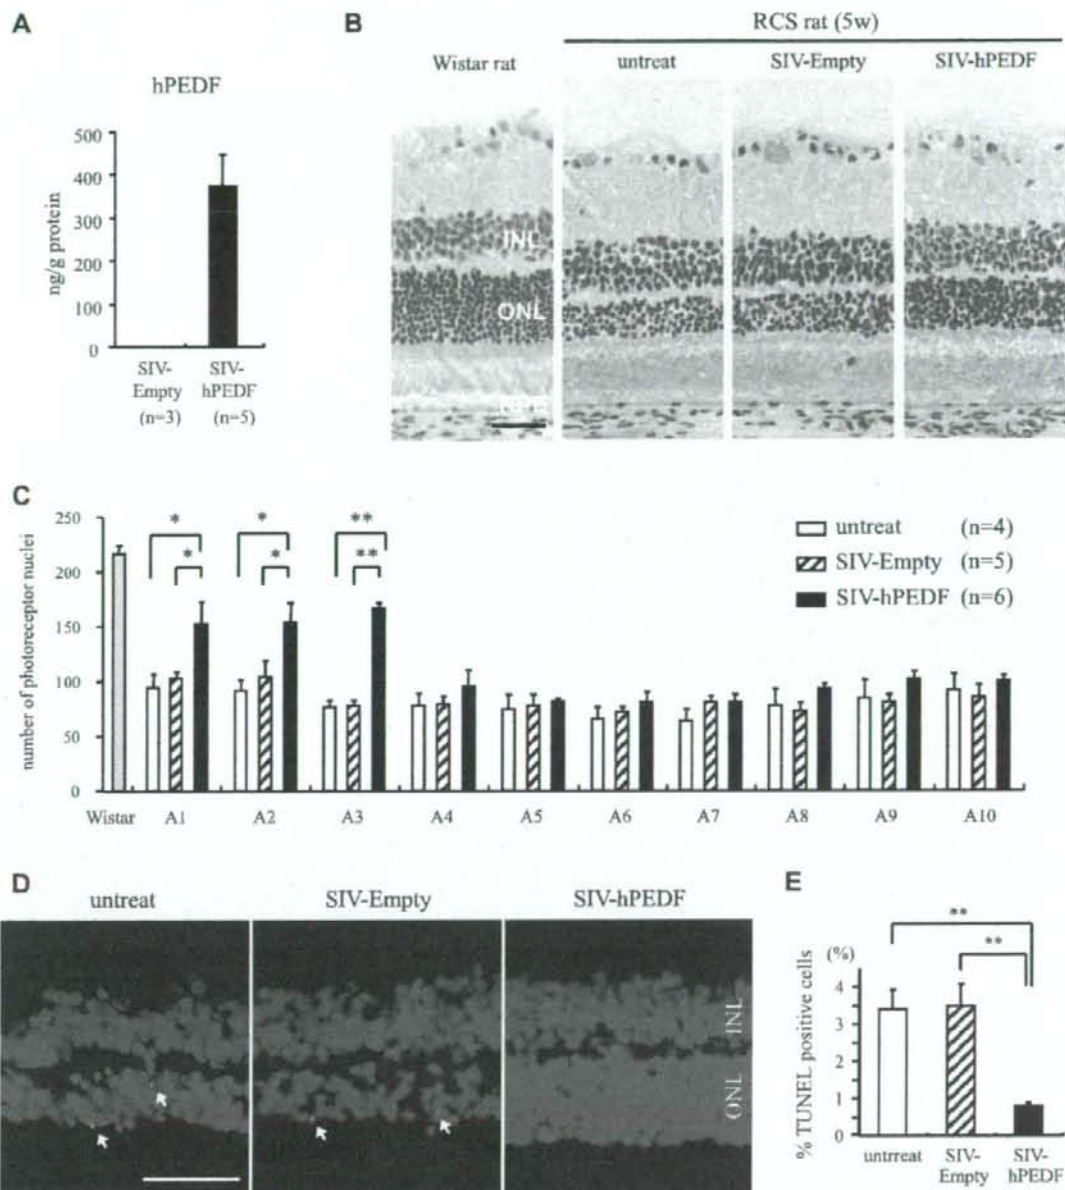 A
hPEDF
ng/g protein
500
400
300
200
100
0
SIV-
Empty
(n=3)
SIV-
hPEDF
(n=5)
B
RCS rat (5w)
Wistar rat
untreat
SIV-Empty
SIV-hPEDF
INL
ONL
C
number of photoreceptor nuclei
250
200
150
100
50
0
* * ** 
* * **
untreat (n=4)
SIV-Empty (n=5)
SIV-hPEDF (n=6)
Wistar A1 A2 A3 A4 A5 A6 A7 A8 A9 A10
D
untreat
SIV-Empty
SIV-hPEDF
INL
ONL
E
% TUNEL positive cells
(%)
4
3
2
1
0
**
**
untrreat
SIV-
Empty
SIV-
hPEDF